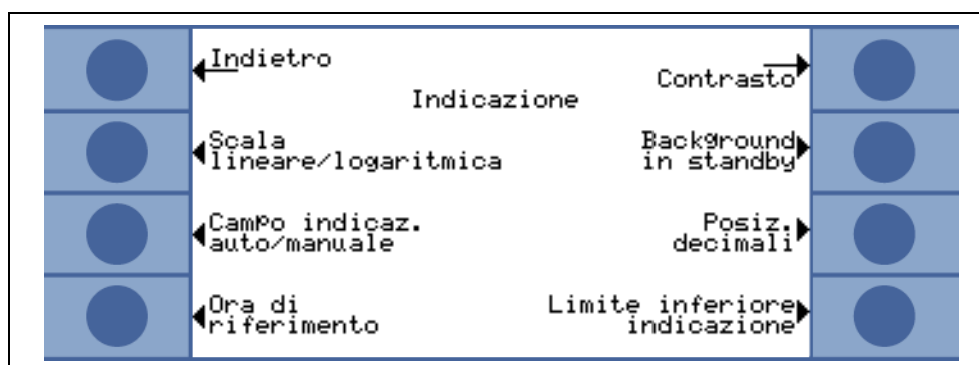 Indietro
Contrasto
Indicazione
Scala
lineare/logaritmica
Background
in standby
Campo indicaz.
auto/manuale
Posiz.
decimali
Ora di
riferimento
Limite inferiore
indicazione